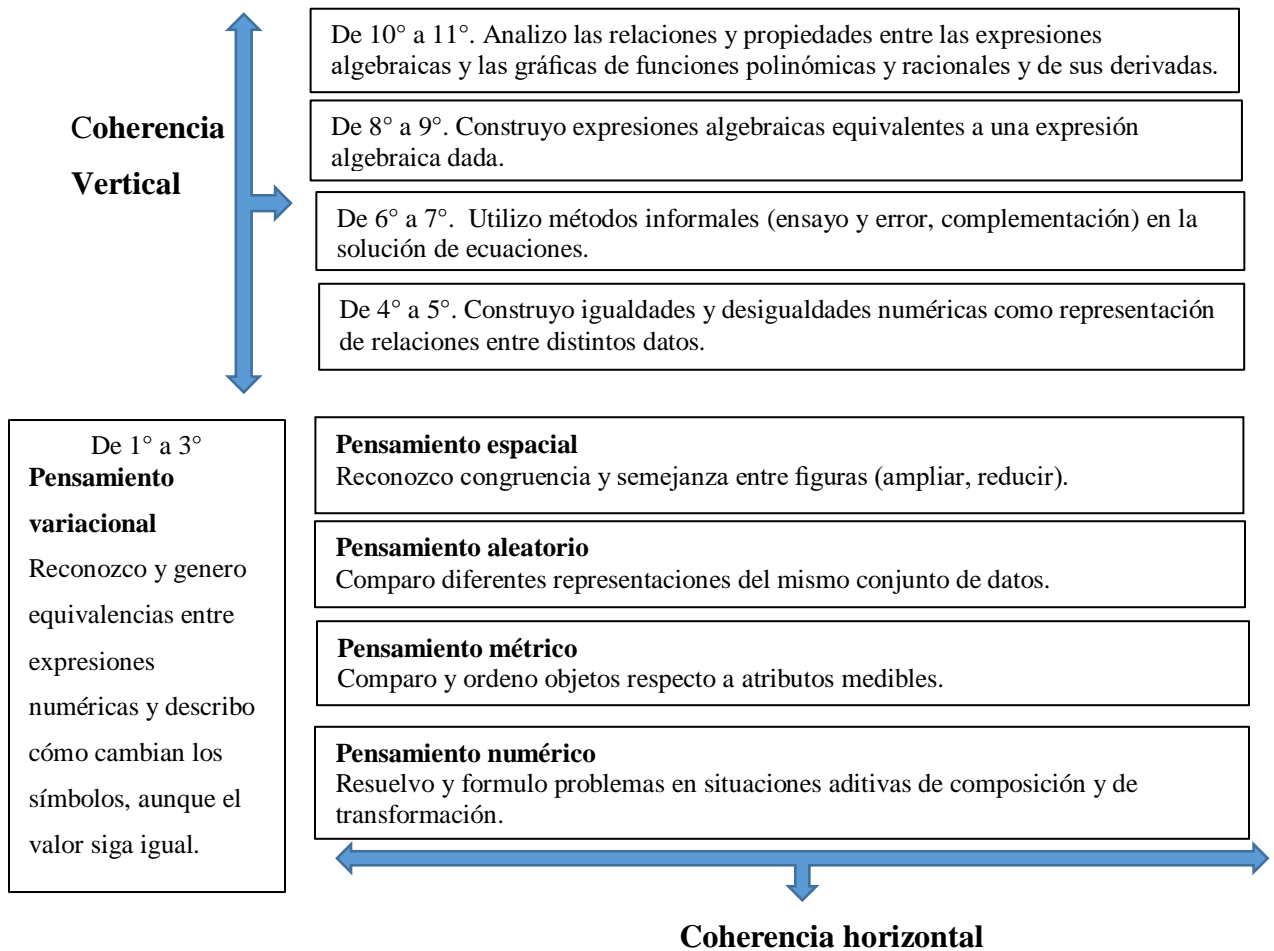 De 10° a 11°. Analizo las relaciones y propiedades entre las expresiones
algebraicas y las gráficas de funciones polinómicas y racionales y de sus derivadas.
Coherencia
Vertical
De 8° a 9°. Construyo expresiones algebraicas equivalentes a una expresión
algebraica dada.
De 6° a 7°. Utilizo métodos informales (ensayo y error, complementación) en la
solución de ecuaciones.
De 4° a 5°. Construyo igualdades y desigualdades numéricas como representación
de relaciones entre distintos datos.
De 1° a 3°
Pensamiento
variacional
Reconozco y genero
equivalencias entre
expresiones
numéricas y describo
cómo cambian los
símbolos, aunque el
valor siga igual.
Pensamiento espacial
Reconozco congruencia y semejanza entre figuras (ampliar, reducir).
Pensamiento aleatorio
Comparo diferentes representaciones del mismo conjunto de datos.
Pensamiento métrico
Comparo y ordeno objetos respecto a atributos medibles.
Pensamiento numérico
Resuelvo y formulo problemas en situaciones aditivas de composición y de
transformación.
Coherencia horizontal